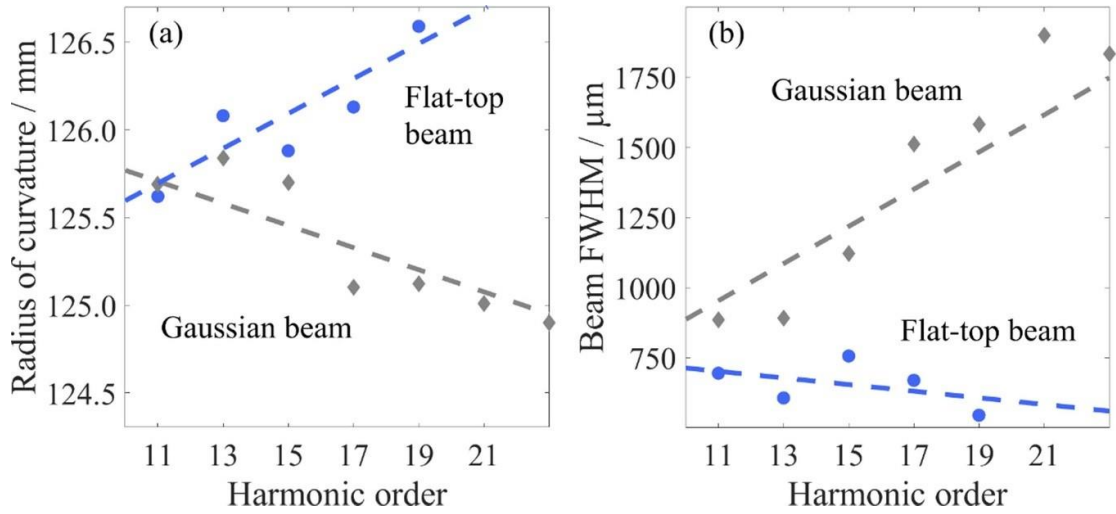 (a)
Radius of curvature / mm
126.5
126.0
125.5
125.0
124.5
Flat-top
beam
Gaussian beam
11 13 15 17 19 21
Harmonic order
(b)
Beam FWHM / μm
1750
1500
1250
1000
750
Gaussian beam
Flat-top beam
11 13 15 17 19 21
Harmonic order